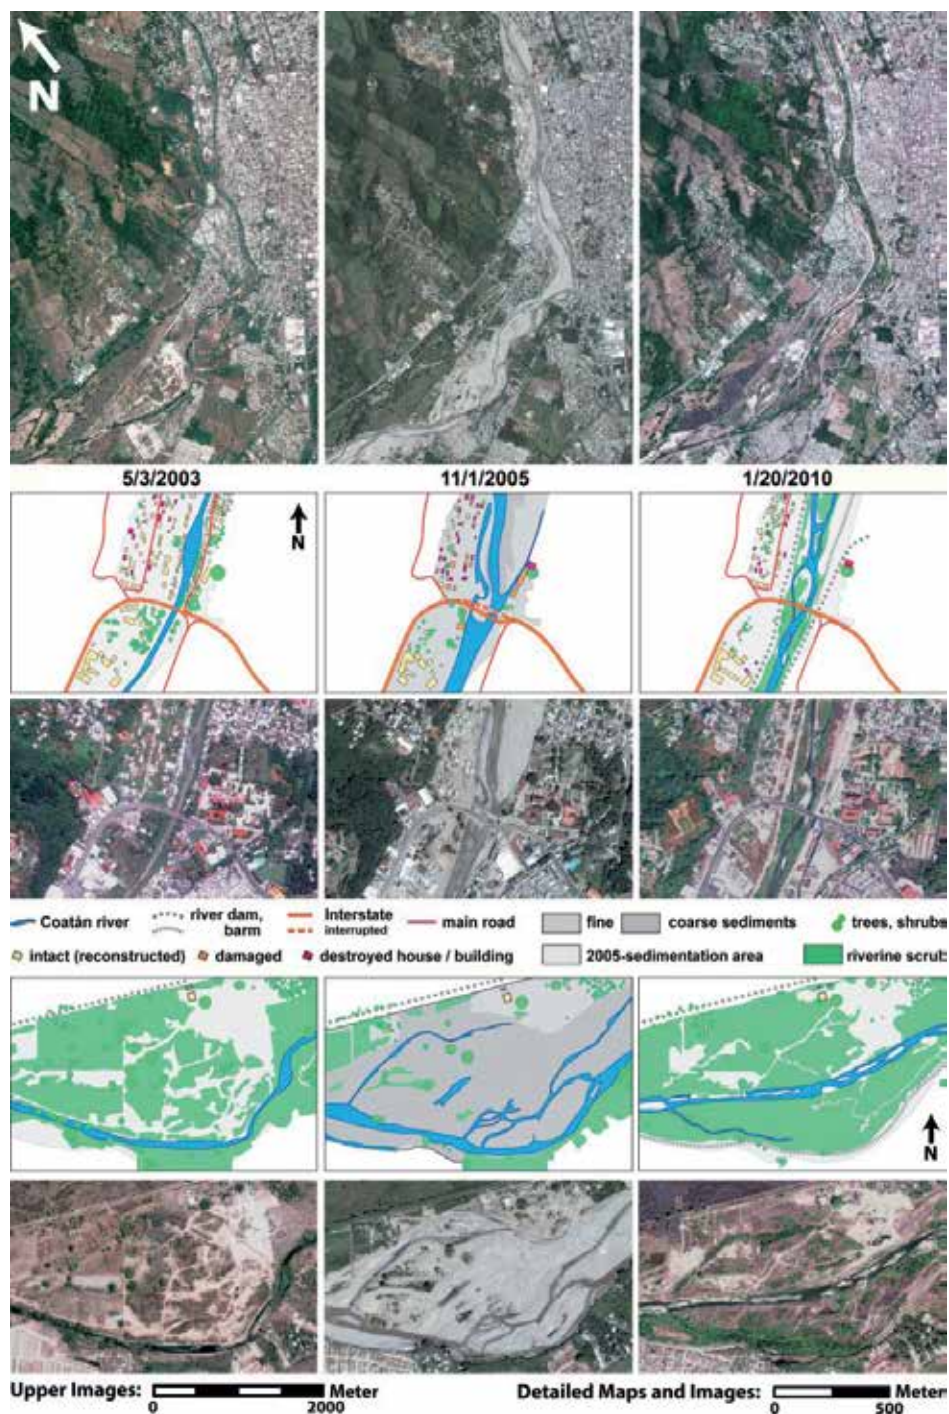 N
5/3/2003 11/1/2005 1/20/2010
N
Coatán river river dam, barm Interstate interrupted main road fine coarse sediments trees, shrubs
intact (reconstructed) damaged destroyed house / building 2005-sedimentation area riverine scrub
N
Upper Images: 0 2000 Meter Detailed Maps and Images: 0 500 Meter